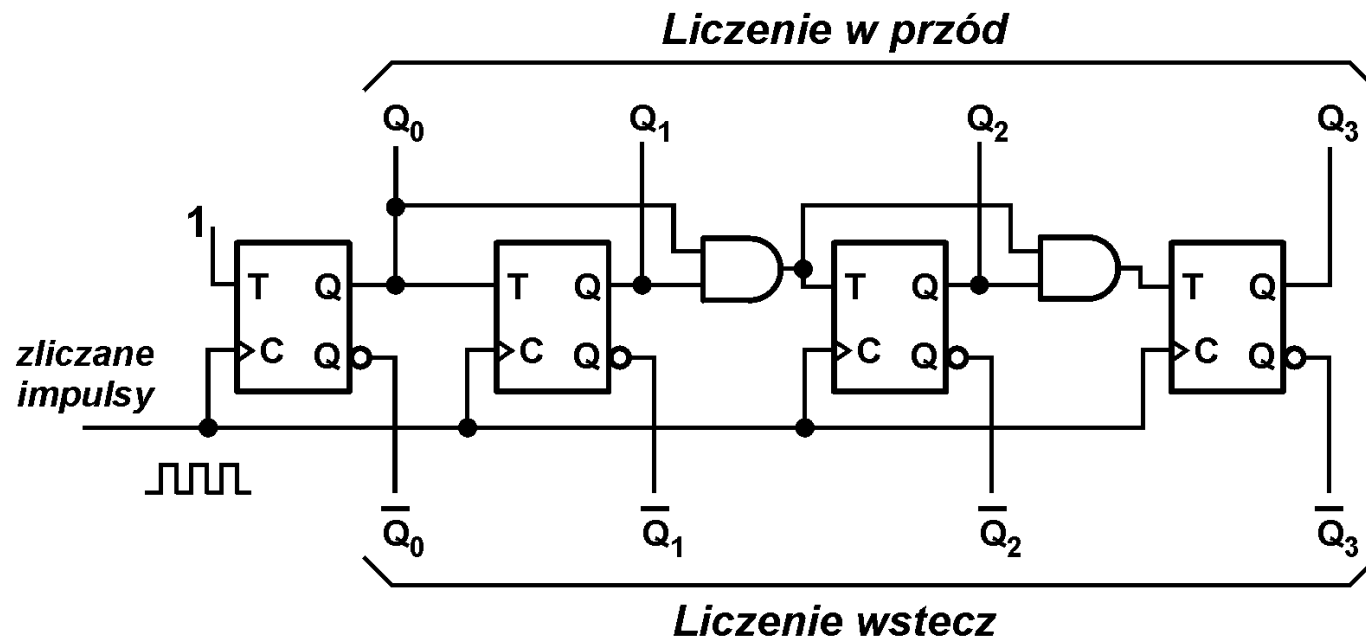 Liczenie w przód
Q₀ Q₁ Q₂ Q₃
1
T Q T Q T Q T Q
C Q C Q C Q C Q
zliczane
impulsy
Q̅₀ Q̅₁ Q̅₂ Q̅₃
Liczenie wstecz